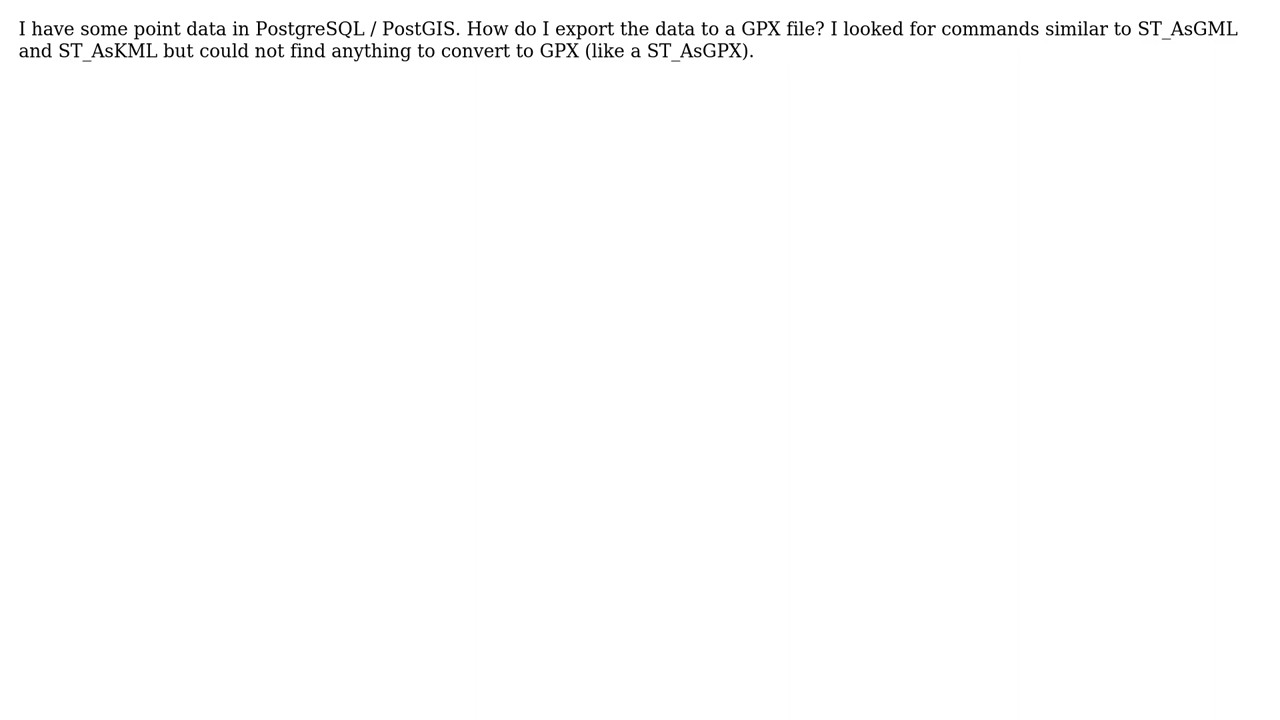 I have some point data in PostgreSQL / PostGIS. How do I export the data to a GPX file? I looked for commands similar to ST_AsGML
and ST_AsKML but could not find anything to convert to GPX (like a ST_AsGPX).